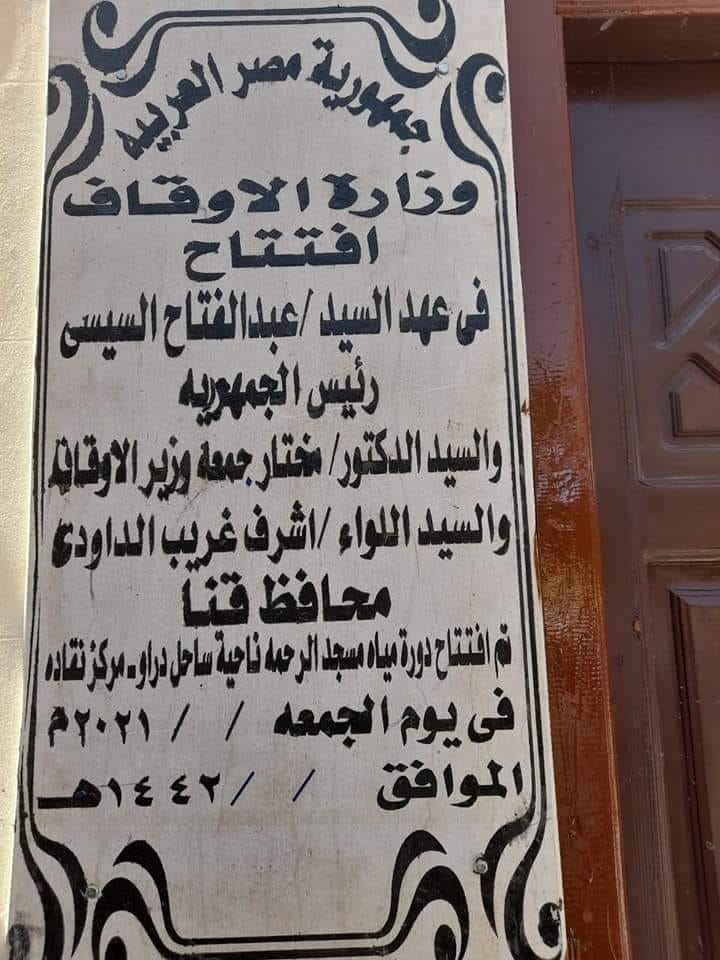 جمهورية مصر العربيه
وزارة الاوقاف
افتتاح
فى عهد السيد /عبدالفتاح السيسى
رئيس الجمهوريه
والسيد الدكتور/ مختار جمعه وزير الاوقاف
والسيد اللواء /اشرف غريب الداودى
محافظ قنا
تم افتتاح دورة مياه مسجد الرحمه ناحية ساحل دراو ـ مركز نقاده
فى يوم الجمعه / / ٢٠٢١م
الموافق / / ١٤٤٢هـ